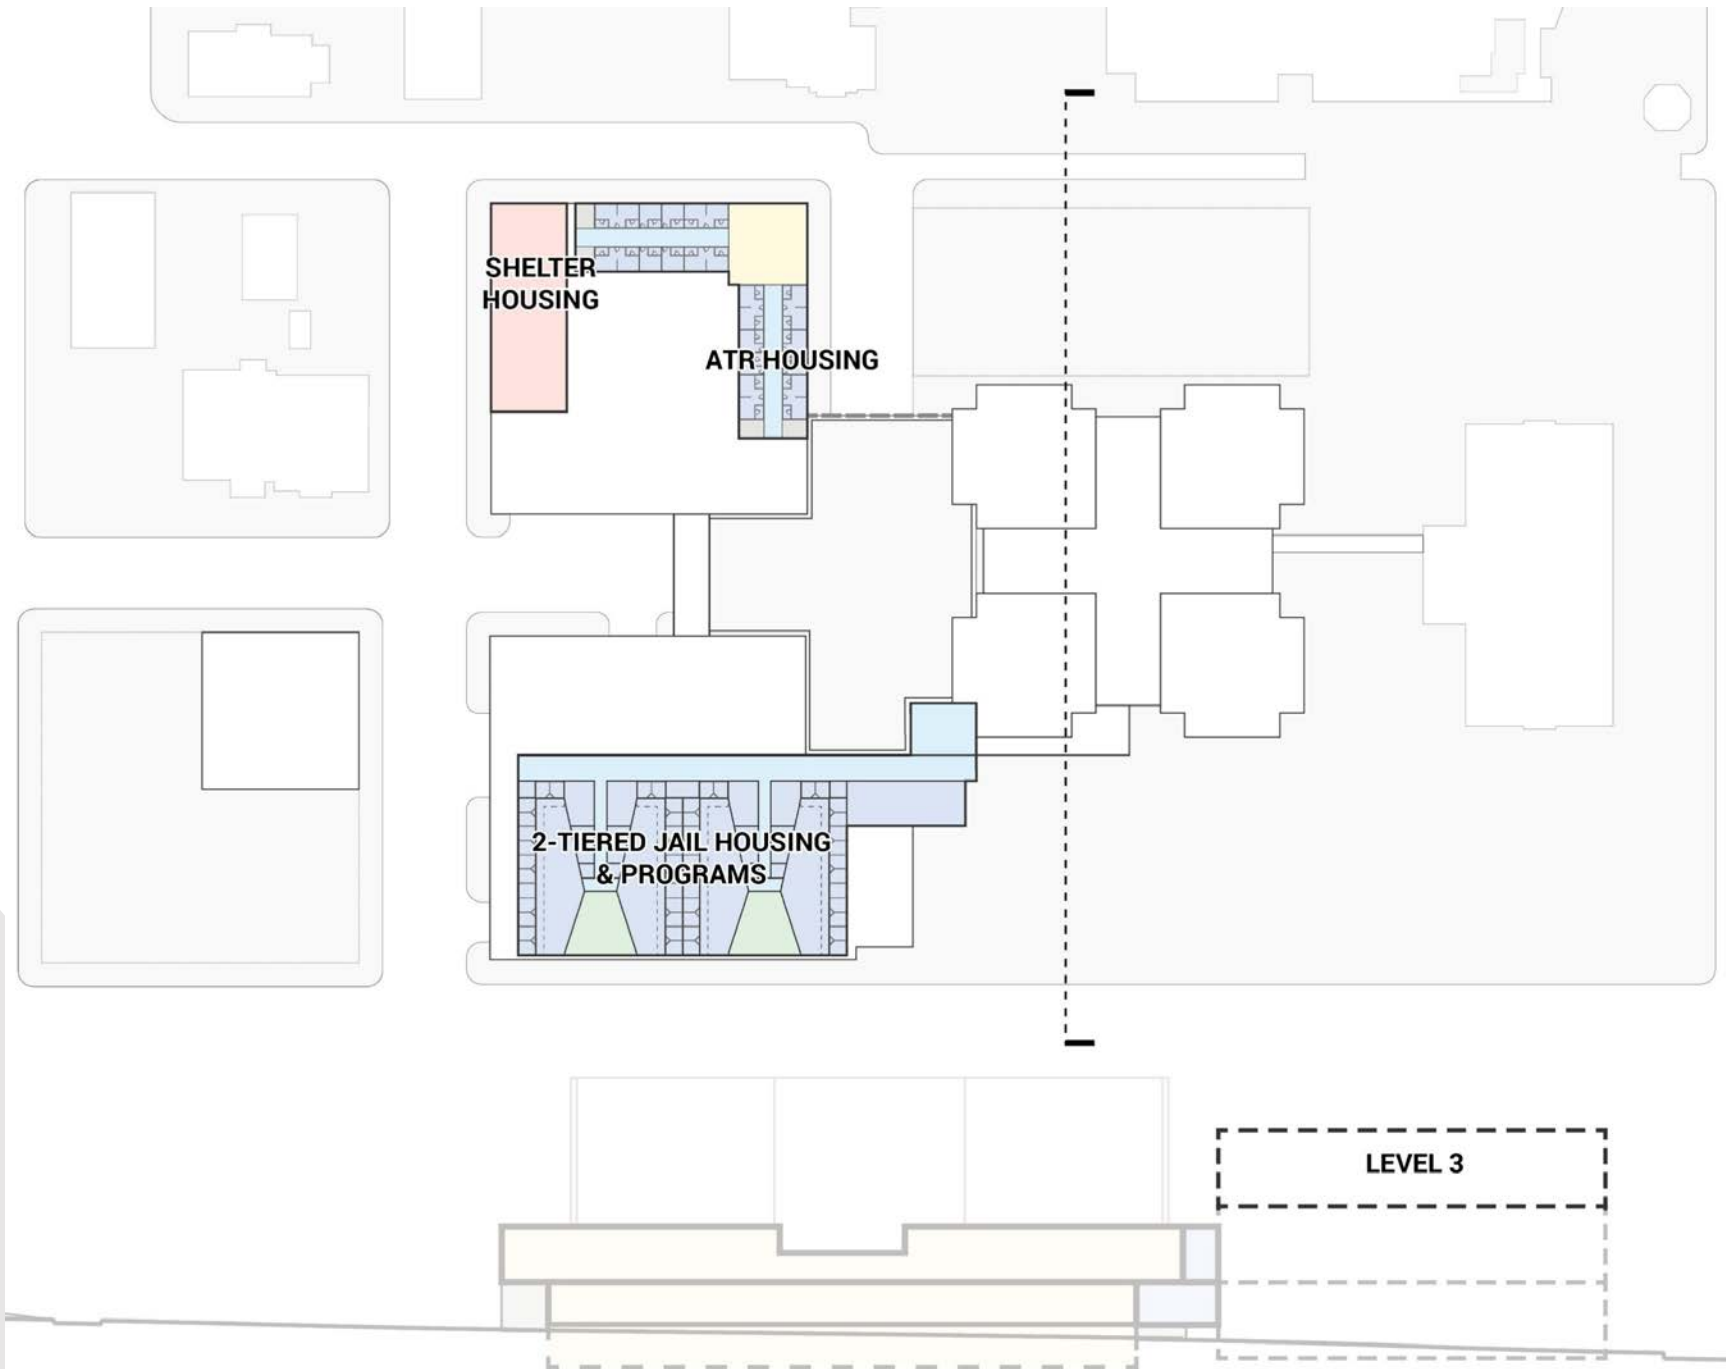 SHELTER
HOUSING
ATR HOUSING
2-TIERED JAIL HOUSING
& PROGRAMS
LEVEL 3